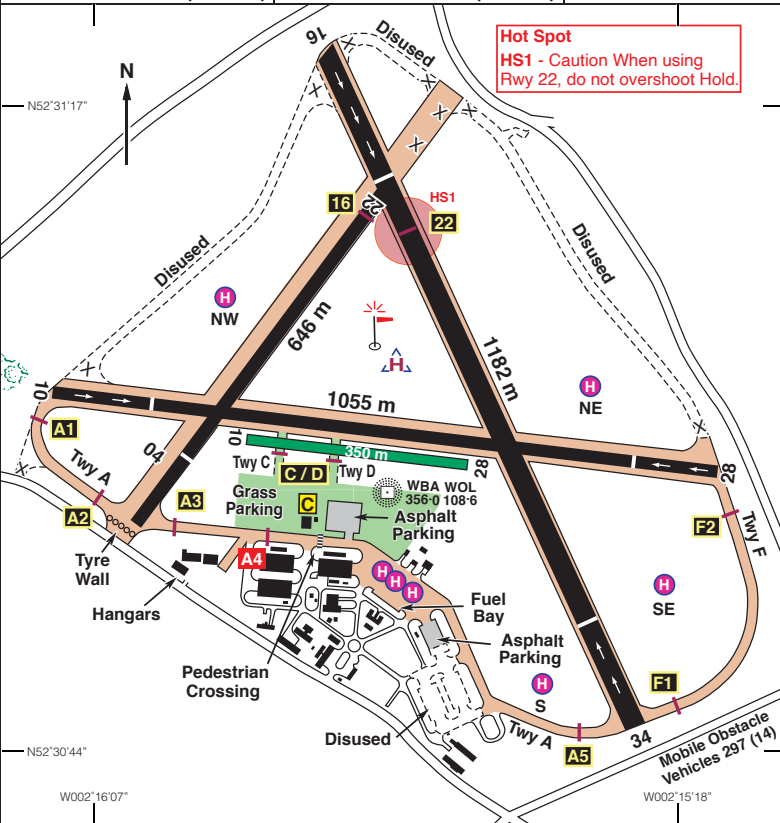 Hot Spot
HS1 - Caution When using
Rwy 22, do not overshoot Hold.
16
Disused
N
N52°31'17"
HS1
16
22
22
Disused
Disused
H
NW
646 m
1182 m
H
H
NE
10
1055 m
A1
04
10
350 m
28
28
Twy C
C / D
Twy D
Twy A
A2
A3
Grass
Parking
C
WBA WOL
356·0 108·6
Asphalt
Parking
F2
Twy F
Tyre
Wall
A4
H
H
H
H
SE
Hangars
Fuel
Bay
Pedestrian
Crossing
Asphalt
Parking
H
S
F1
Disused
Twy A
A5
34
Mobile Obstacle
Vehicles 297 (14)
N52°30'44"
W002°16'07"
W002°15'18"